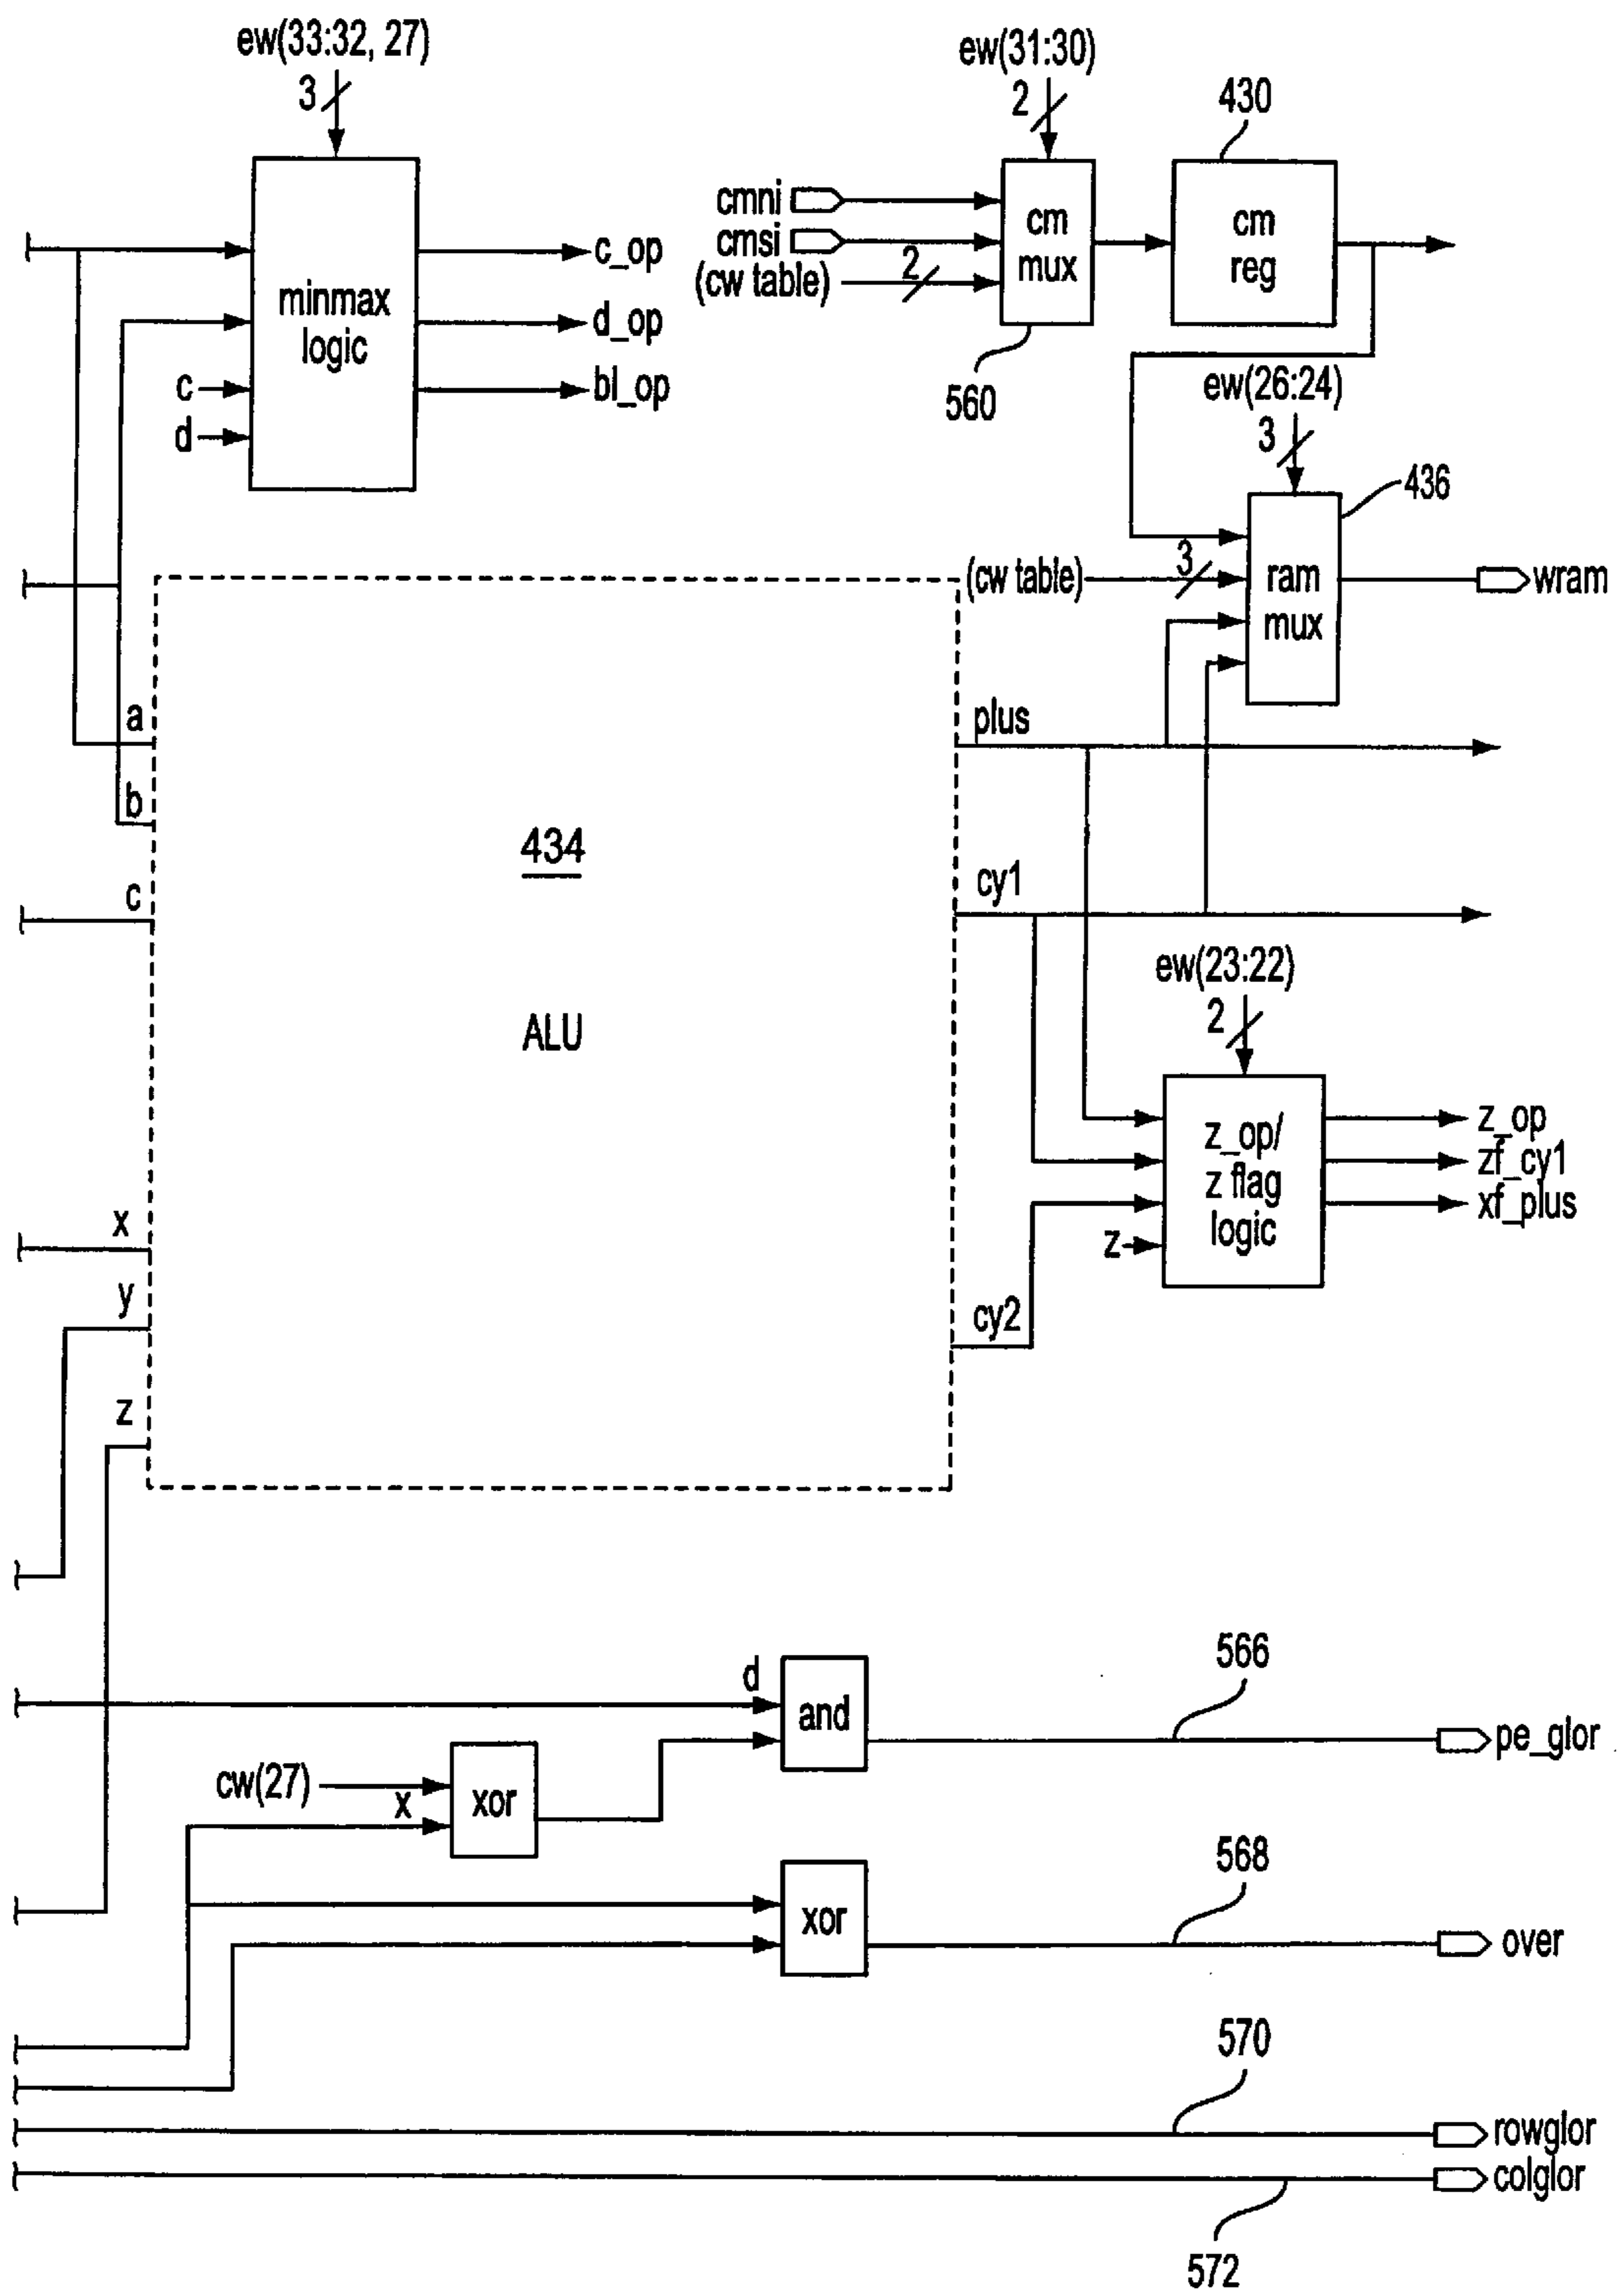 ew(33:32, 27)
3
minmax
logic
c
d
c_op
d_op
bl_op
ew(31:30)
2
cmni
cmsi
(cw table)
2
cm
mux
560
430
cm
reg
ew(26:24)
3
436
(cw table)
3
ram
mux
wram
a
b
c
x
y
z
434
ALU
plus
cy1
cy2
ew(23:22)
2
z_op/
z flag
logic
z
z_op
zf_cy1
xf_plus
d
and
566
pe_glor
cw(27)
x
xor
xor
568
over
570
rowglor
colglor
572